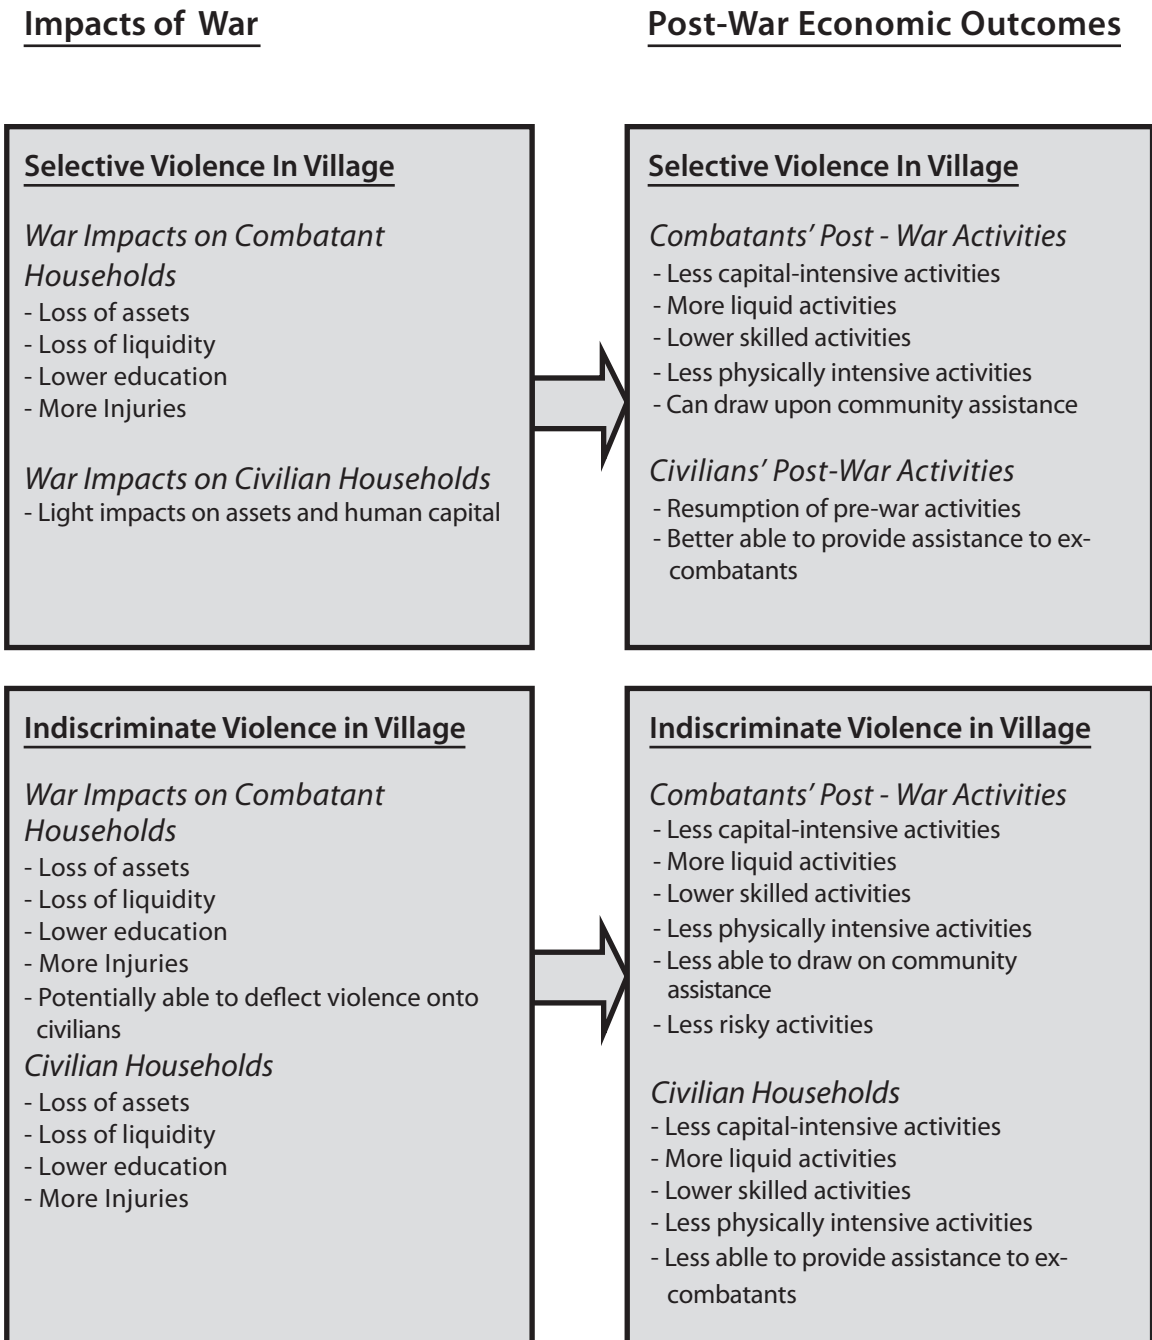 Impacts of War
Post-War Economic Outcomes
Selective Violence In Village
War Impacts on Combatant
Households
- Loss of assets
- Loss of liquidity
- Lower education
- More Injuries
War Impacts on Civilian Households
- Light impacts on assets and human capital
Selective Violence In Village
Combatants’ Post - War Activities
- Less capital-intensive activities
- More liquid activities
- Lower skilled activities
- Less physically intensive activities
- Can draw upon community assistance
Civilians’ Post-War Activities
- Resumption of pre-war activities
- Better able to provide assistance to ex-
combatants
Indiscriminate Violence in Village
War Impacts on Combatant
Households
- Loss of assets
- Loss of liquidity
- Lower education
- More Injuries
- Potentially able to deflect violence onto
civilians
Civilian Households
- Loss of assets
- Loss of liquidity
- Lower education
- More Injuries
Indiscriminate Violence in Village
Combatants’ Post - War Activities
- Less capital-intensive activities
- More liquid activities
- Lower skilled activities
- Less physically intensive activities
- Less able to draw on community
assistance
- Less risky activities
Civilian Households
- Less capital-intensive activities
- More liquid activities
- Lower skilled activities
- Less physically intensive activities
- Less ablle to provide assistance to ex-
combatants